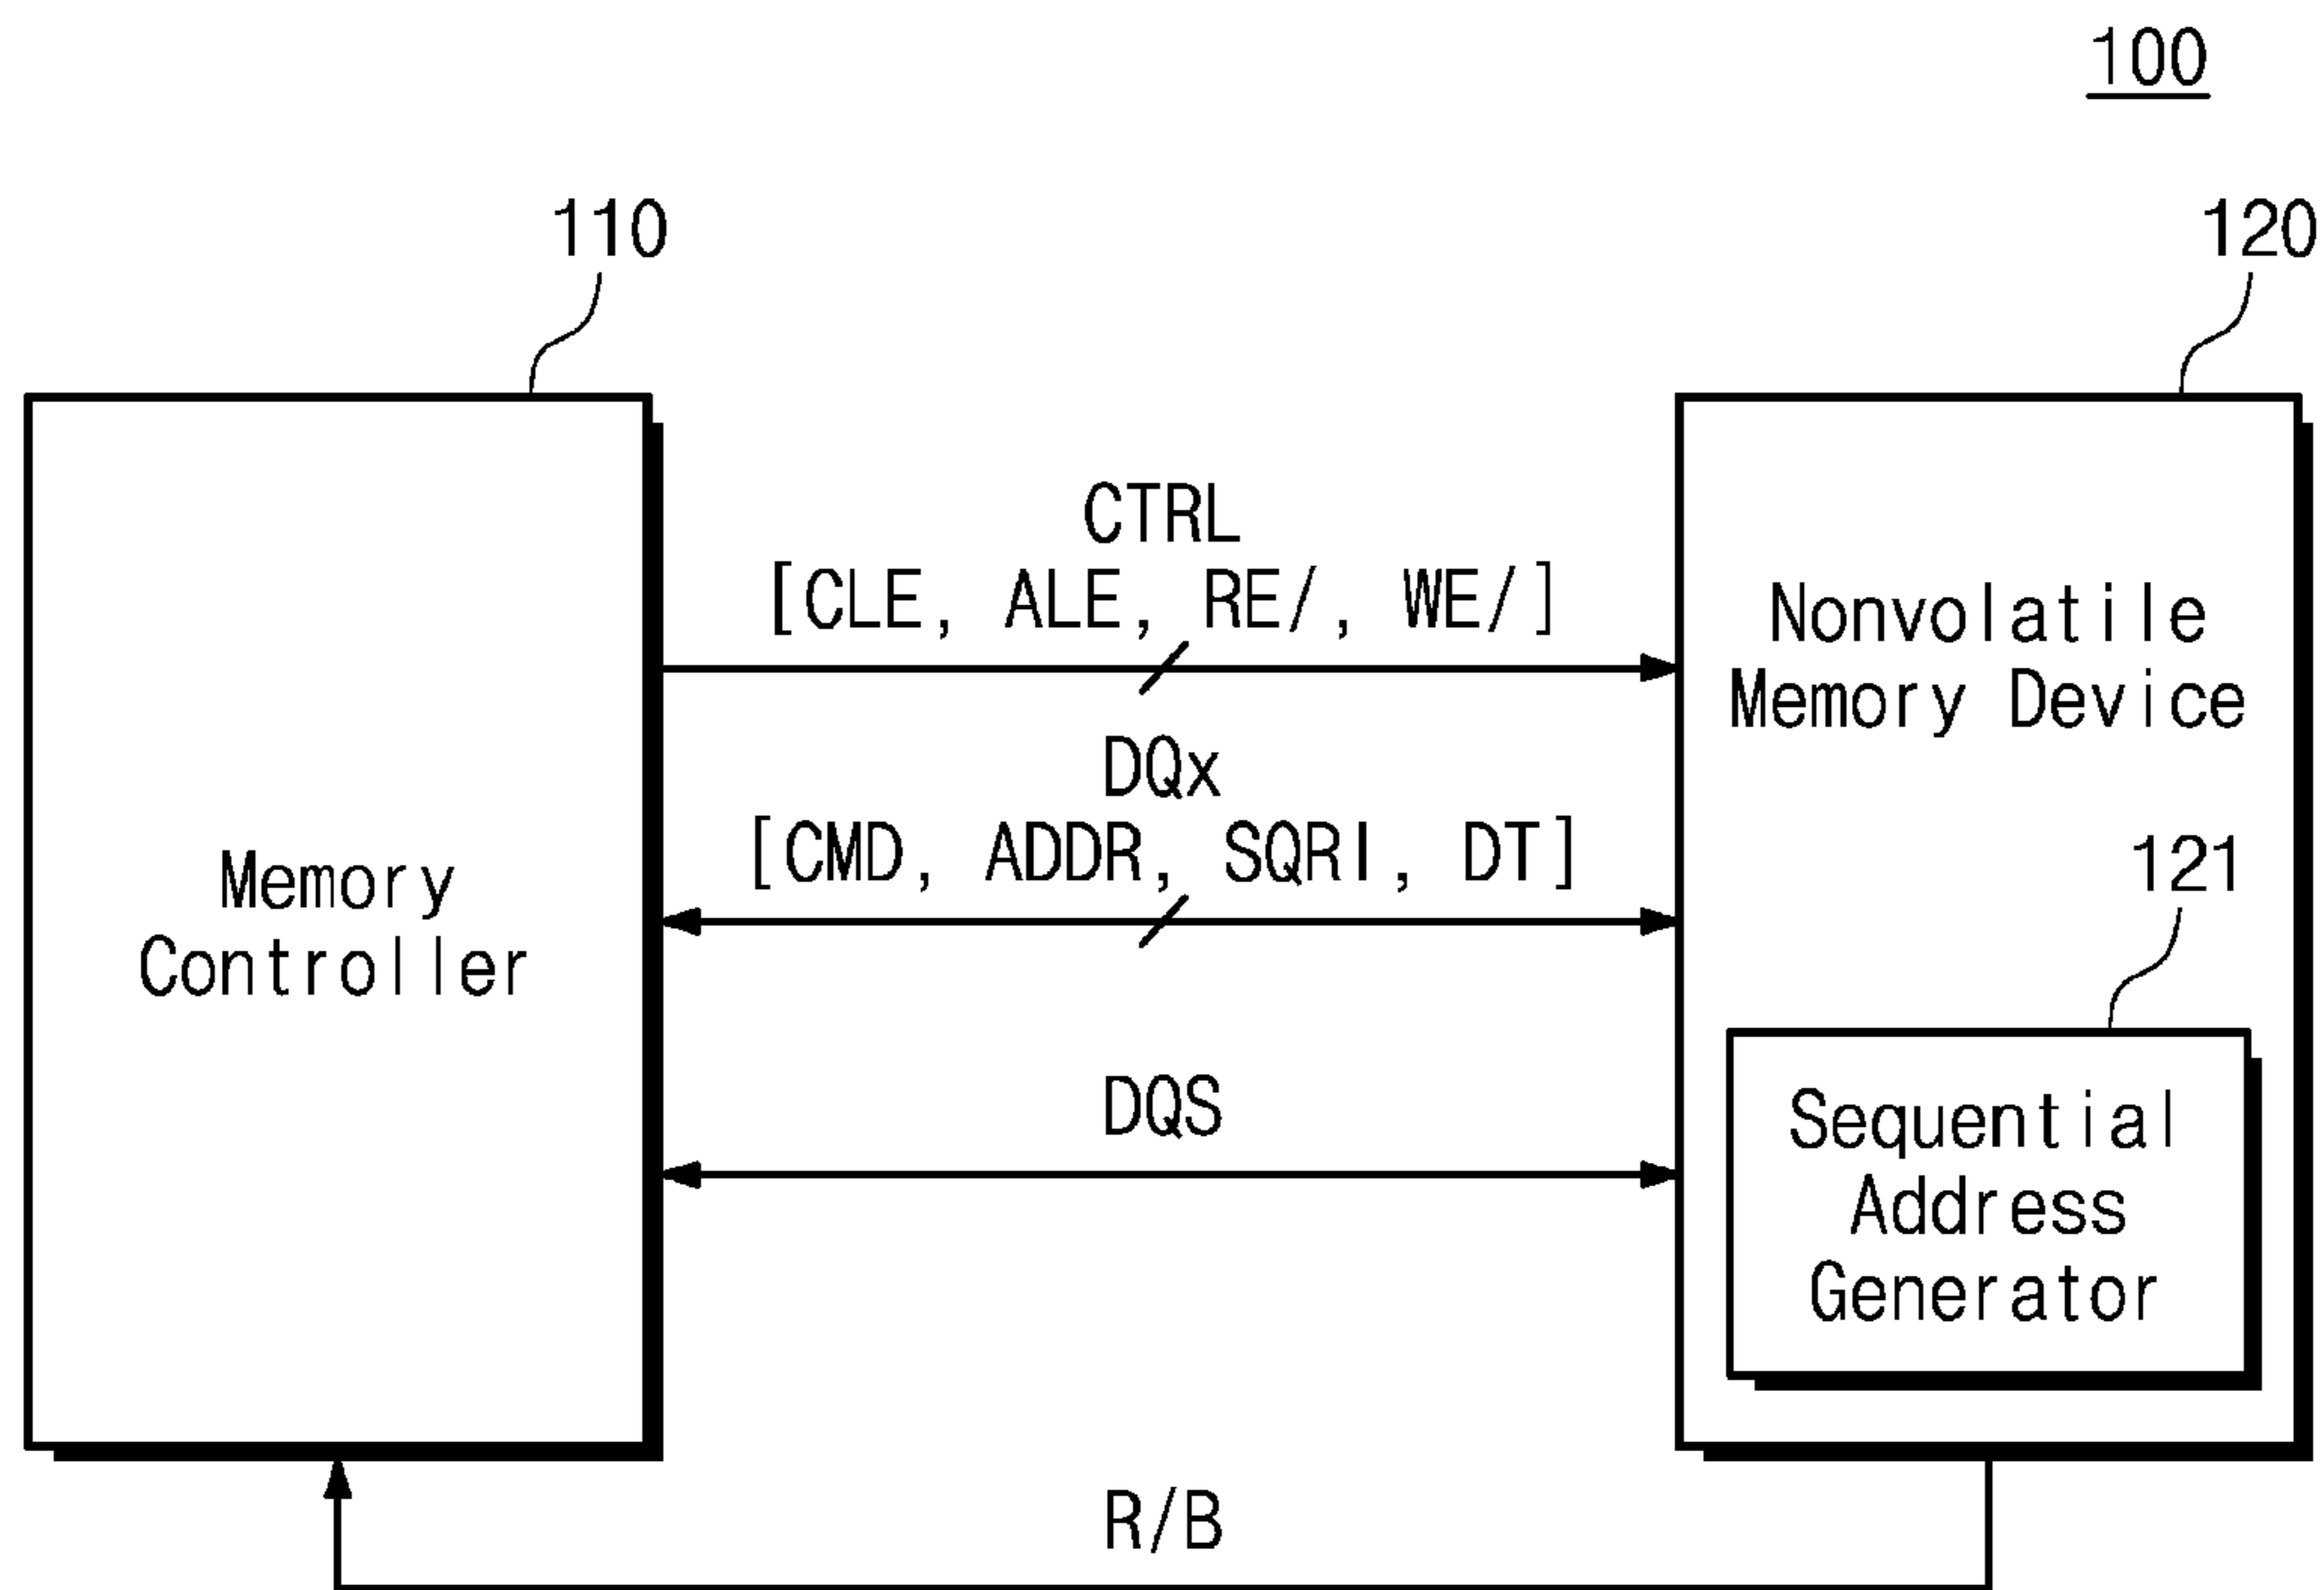 100
110
120
CTRL
[CLE, ALE, RE/, WE/]
Nonvolatile
Memory Device
DQx
[CMD, ADDR, SQRI, DT]
121
Memory
Controller
DQS
Sequential
Address
Generator
R/B